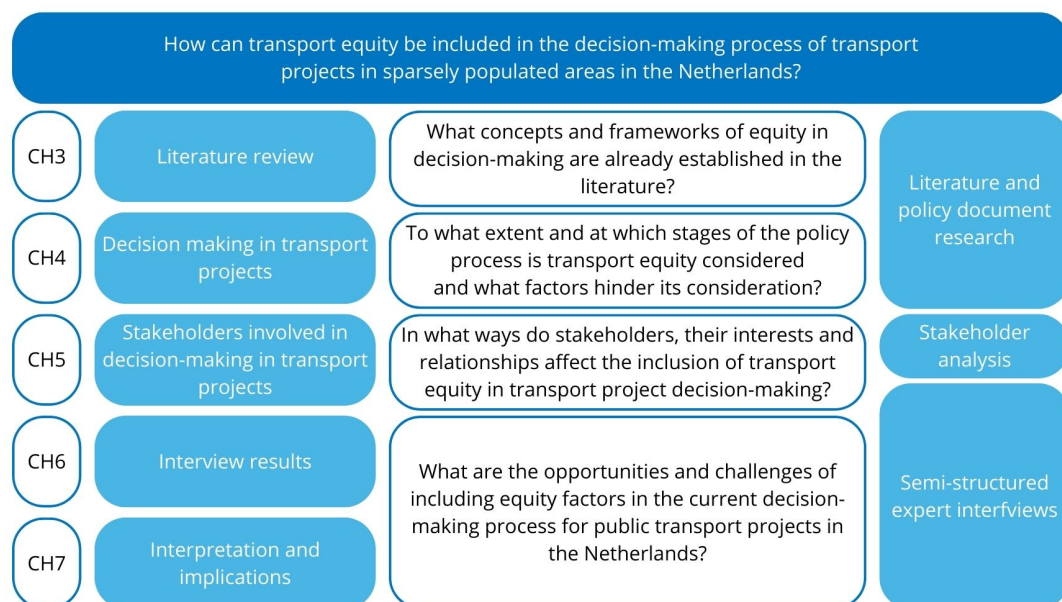 How can transport equity be included in the decision-making process of transport
projects in sparsely populated areas in the Netherlands?
CH3
Literature review
What concepts and frameworks of equity in
decision-making are already established in the
literature?
Literature and
policy document
research
CH4
Decision making in transport
projects
To what extent and at which stages of the policy
process is transport equity considered
and what factors hinder its consideration?
CH5
Stakeholders involved in
decision-making in transport
projects
In what ways do stakeholders, their interests and
relationships affect the inclusion of transport
equity in transport project decision-making?
Stakeholder
analysis
CH6
Interview results
What are the opportunities and challenges of
including equity factors in the current decision-
making process for public transport projects in
the Netherlands?
Semi-structured
expert interfviews
CH7
Interpretation and
implications